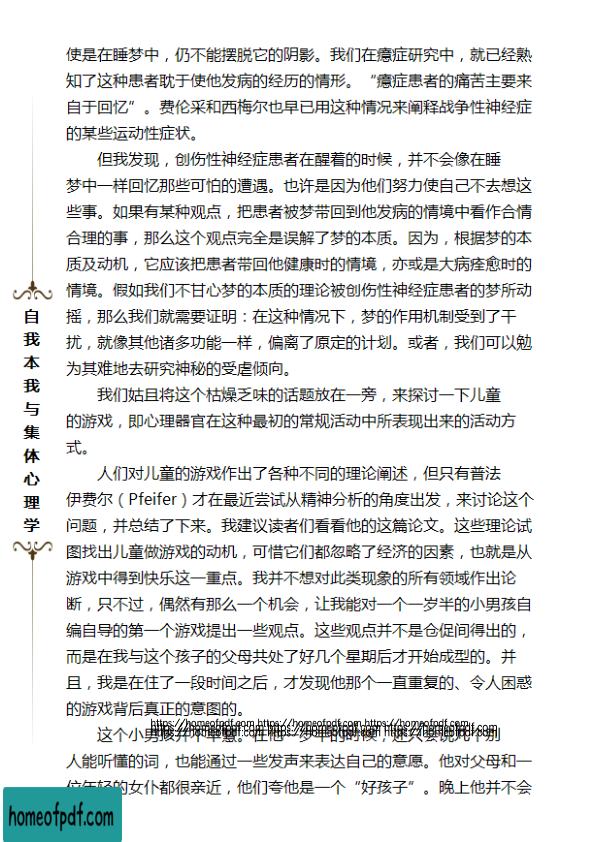 使是在睡梦中，仍不能摆脱它的阴影。我们在癔症研究中，就已经熟
知了这种患者耽于使他发病的经历的情形。“癔症患者的痛苦主要来
自于回忆”。费伦采和西梅尔也早已用这种情况来阐释战争性神经症
的某些运动性症状。
但我发现，创伤性神经症患者在醒着的时候，并不会像在睡
梦中一样回忆那些可怕的遭遇。也许是因为他们努力使自己不去想这
些事。如果有某种观点，把患者被梦带回到他发病的情境中看作合情
合理的事，那么这个观点完全是误解了梦的本质。因为，根据梦的本
质及动机，它应该把患者带回他健康时的情境，亦或是大病痊愈时的
情境。假如我们不甘心梦的本质的理论被创伤性神经症患者的梦所动
摇，那么我们就需要证明：在这种情况下，梦的作用机制受到了干
扰，就像其他诸多功能一样，偏离了原定的计划。或者，我们可以勉
为其难地去研究神秘的受虐倾向。
我们姑且将这个枯燥乏味的话题放在一旁，来探讨一下儿童
的游戏，即心理器官在这种最初的常规活动中所表现出来的活动方
式。
人们对儿童的游戏作出了各种不同的理论阐述，但只有普法
伊费尔（Pfeifer）才在最近尝试从精神分析的角度出发，来讨论这个
问题，并总结了下来。我建议读者们看看他的这篇论文。这些理论试
图找出儿童做游戏的动机，可惜它们都忽略了经济的因素，也就是从
游戏中得到快乐这一重点。我并不想对此类现象的所有领域作出论
断，只不过，偶然有那么一个机会，让我能对一个一岁半的小男孩自
编自导的第一个游戏提出一些观点。这些观点并不是仓促间得出的，
而是在我与这个孩子的父母共处了好几个星期后才开始成型的。并
且，我是在住了一段时间之后，才发现他那个一直重复的、令人困惑
的游戏背后真正的意图的。
https://homeofpdf.com https://homeofpdf.com https://homeofpdf.com
https://homeofpdf.com https://homeofpdf.com https://homeofpdf.com
这个小男孩并不早慧。在他一岁半的时候，还只会说几个别
人能听懂的词，也能通过一些发声来表达自己的意愿。他对父母和一
位年轻的女仆都很亲近，他们夸他是一个“好孩子”。晚上他并不会
自我本我与集体心理学
homeofpdf.com